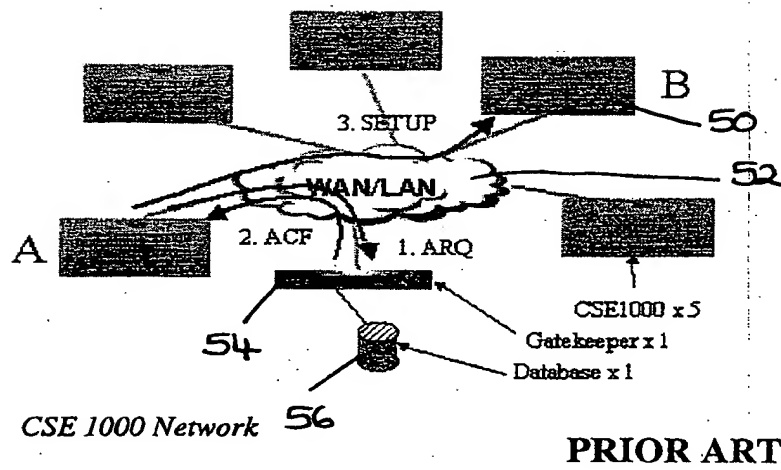 B
3. SETUP
50
WAN/LAN
52
A
2. ACF
1. ARQ
CSE1000 x 5
54
Gatekeeper x 1
Database x 1
56
CSE 1000 Network
PRIOR ART